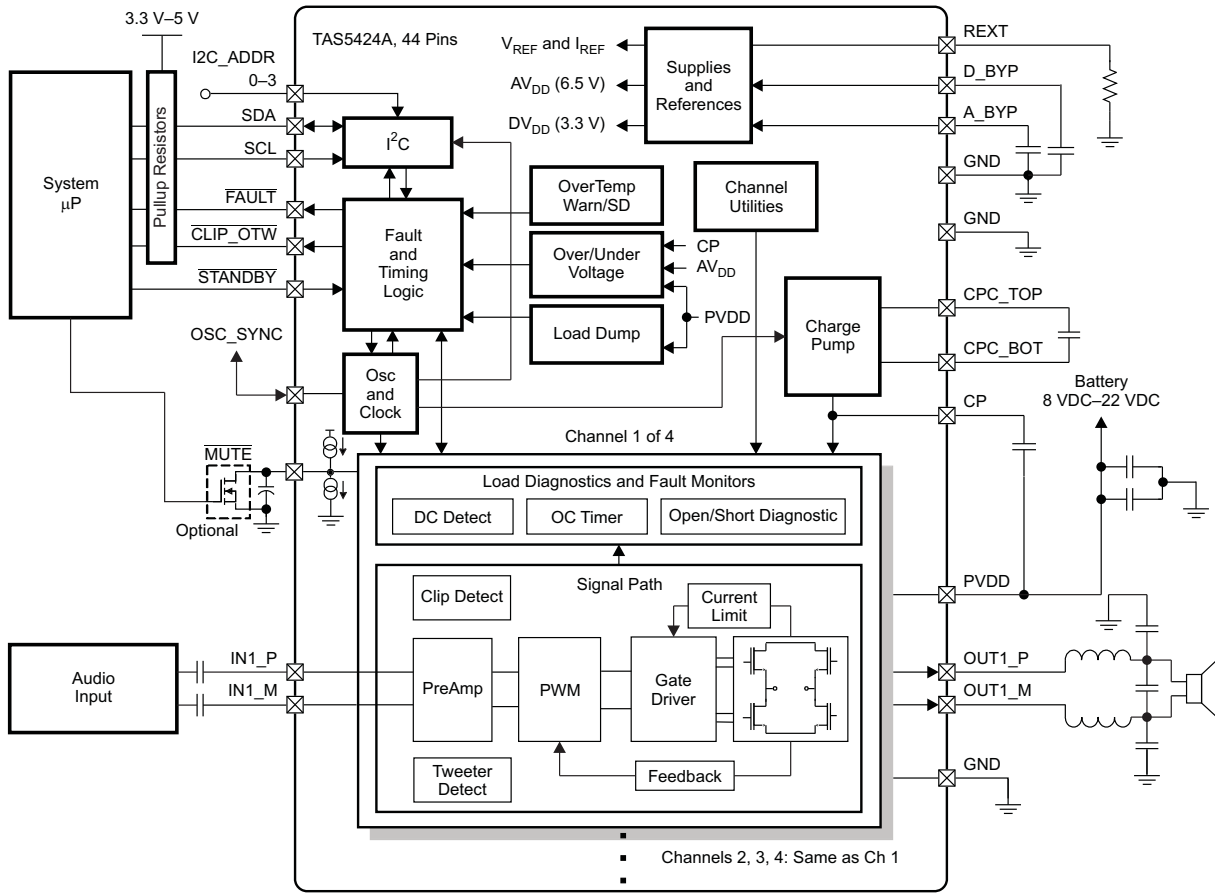 3.3 V–5 V
TAS5424A, 44 Pins
I2C_ADDR
0–3
SDA
SCL
FAULT
CLIP_OTW
STANDBY
OSC_SYNC
MUTE
Optional
System
µP
Pullup Resistors
I²C
Fault
and
Timing
Logic
Osc
and
Clock
V_REF and I_REF
AV_DD (6.5 V)
DV_DD (3.3 V)
Supplies
and
References
OverTemp
Warn/SD
Over/Under
Voltage
Load Dump
CP
AV_DD
PVDD
Channel
Utilities
Charge
Pump
REXT
D_BYP
A_BYP
GND
GND
CPC_TOP
CPC_BOT
CP
Battery
8 VDC–22 VDC
PVDD
Channel 1 of 4
Load Diagnostics and Fault Monitors
DC Detect
OC Timer
Open/Short Diagnostic
Signal Path
Clip Detect
Current
Limit
Audio
Input
IN1_P
IN1_M
PreAmp
PWM
Gate
Driver
Feedback
Tweeter
Detect
OUT1_P
OUT1_M
GND
Channels 2, 3, 4: Same as Ch 1